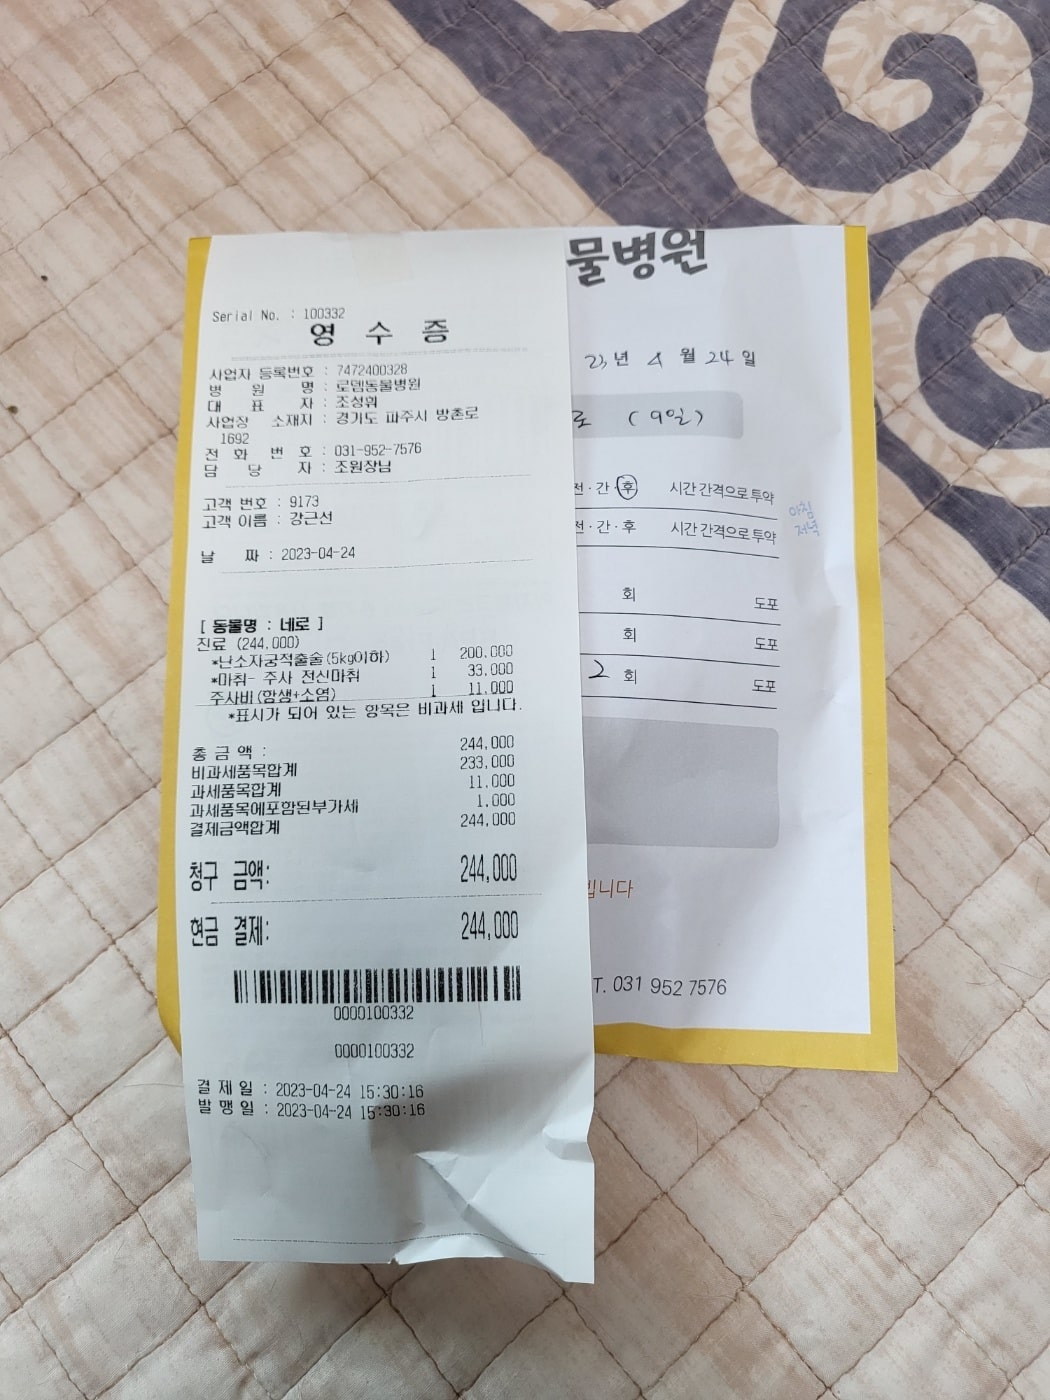 Serial No. : 100332
영 수 증
사업자 등록번호 : 7472400328
병 원 명 : 로뎀동물병원
대 표 자 : 조성훠
사업장 소재지 : 경기도 파주시 방촌로
1692
전 화 번 호 : 031-952-7576
담 당 자 : 조원장님
고객 번호 : 9173
고객 이름 : 강근선
날 짜 : 2023-04-24
[ 동물명 : 네로 ]
진료 (244,000)
*난소자궁적출술(5kg이하) 1 200,000
*마취- 주사 전신마취 1 33,000
주사비(항생+소염) 1 11,000
*표시가 되어 있는 항목은 비과세 입니다.
총 금 액 : 244,000
비과세품목합계 233,000
과세품목합계 11,000
과세품목에포함된부가세 1,000
결제금액합계 244,000
청구 금액: 244,000
현금 결제: 244,000
0000100332
0000100332
결 제 일 : 2023-04-24 15:30:16
발 행 일 : 2023-04-24 15:30:16
물병원
23년 4월 24일
로 (9일)
전·간·후 시간 간격으로 투약
전·간·후 시간 간격으로 투약
아침
저녁
회 도포
회 도포
2 회 도포
입니다
T. 031 952 7576